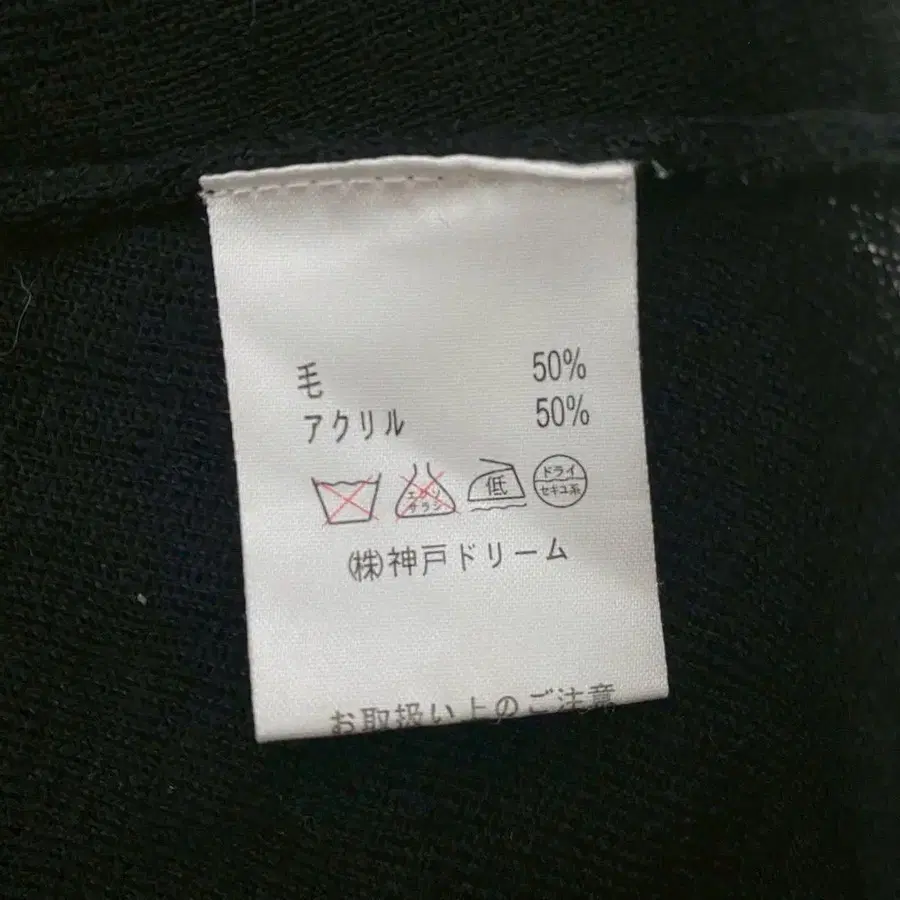 毛 50%
アクリル 50%
エンソ サラシ 低 ドライ セキユ系
(株)神戸ドリーム
お取扱い上のご注意